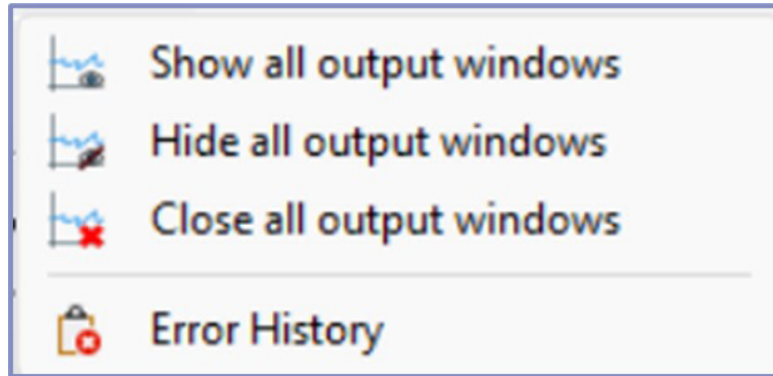 Show all output windows
Hide all output windows
Close all output windows
Error History